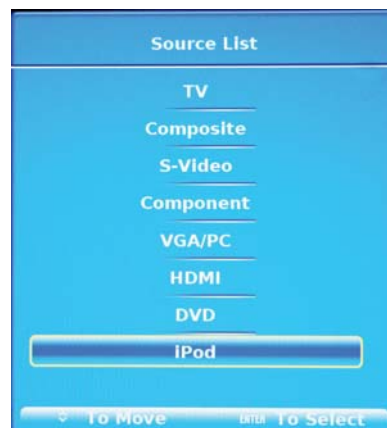 Source List
TV
Composite
S-Video
Component
VGA/PC
HDMI
DVD
iPod
To Move ENTER To Select